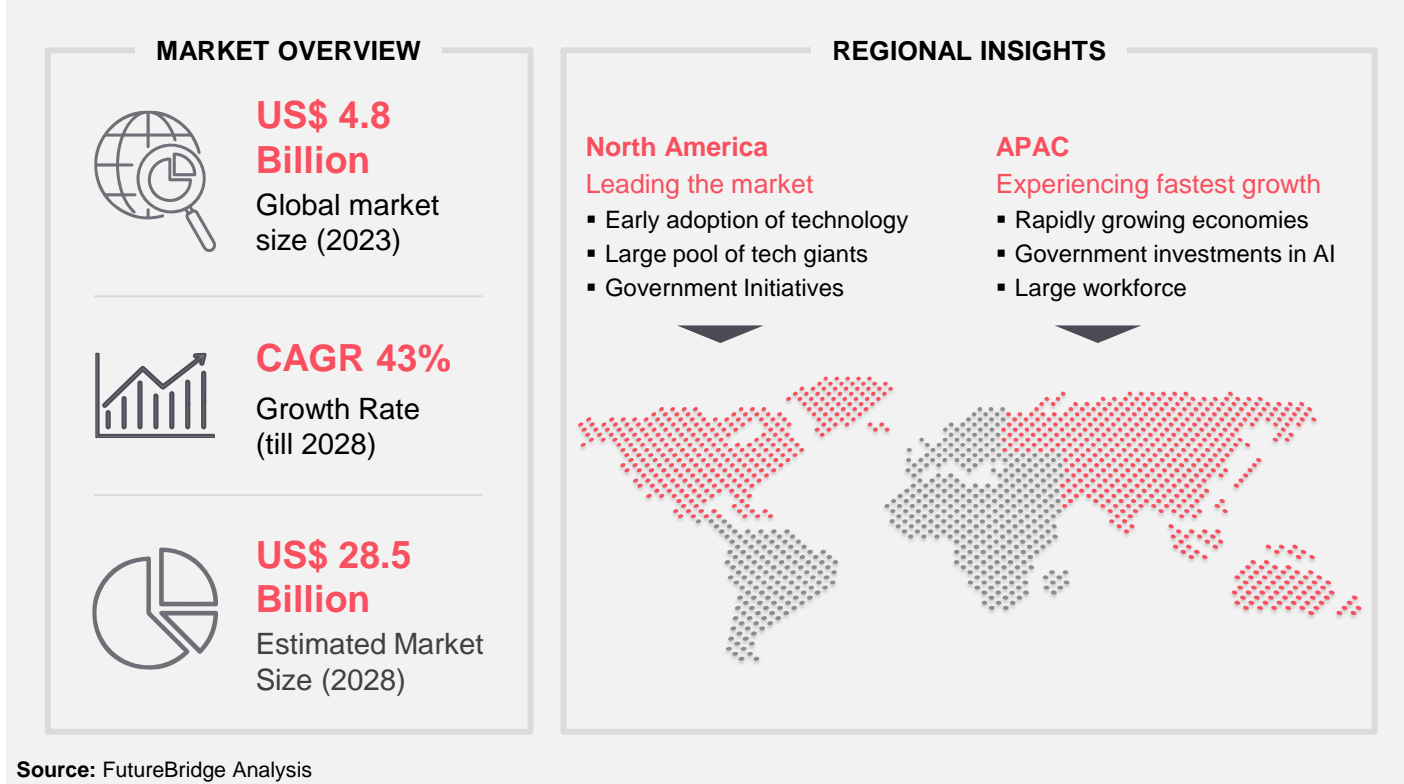 MARKET OVERVIEW
US$ 4.8
Billion
Global market
size (2023)
CAGR 43%
Growth Rate
(till 2028)
US$ 28.5
Billion
Estimated Market
Size (2028)
REGIONAL INSIGHTS
North America
Leading the market
▪ Early adoption of technology
▪ Large pool of tech giants
▪ Government Initiatives
APAC
Experiencing fastest growth
▪ Rapidly growing economies
▪ Government investments in AI
▪ Large workforce
Source: FutureBridge Analysis